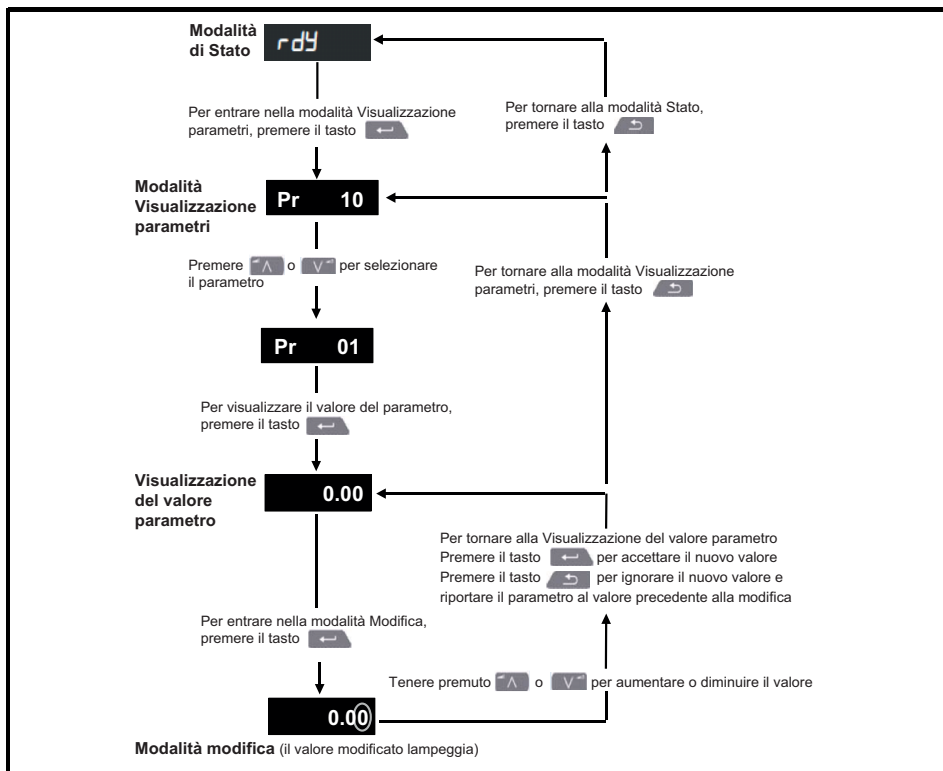 Modalità
di Stato
rdY
Per entrare nella modalità Visualizzazione
parametri, premere il tasto
Per tornare alla modalità Stato,
premere il tasto
Modalità
Visualizzazione
parametri
Pr 10
Premere o per selezionare
il parametro
Per tornare alla modalità Visualizzazione
parametri, premere il tasto
Pr 01
Per visualizzare il valore del parametro,
premere il tasto
Visualizzazione
del valore
parametro
0.00
Per tornare alla Visualizzazione del valore parametro
Premere il tasto per accettare il nuovo valore
Premere il tasto per ignorare il nuovo valore e
riportare il parametro al valore precedente alla modifica
Per entrare nella modalità Modifica,
premere il tasto
Tenere premuto o per aumentare o diminuire il valore
0.00
Modalità modifica (il valore modificato lampeggia)